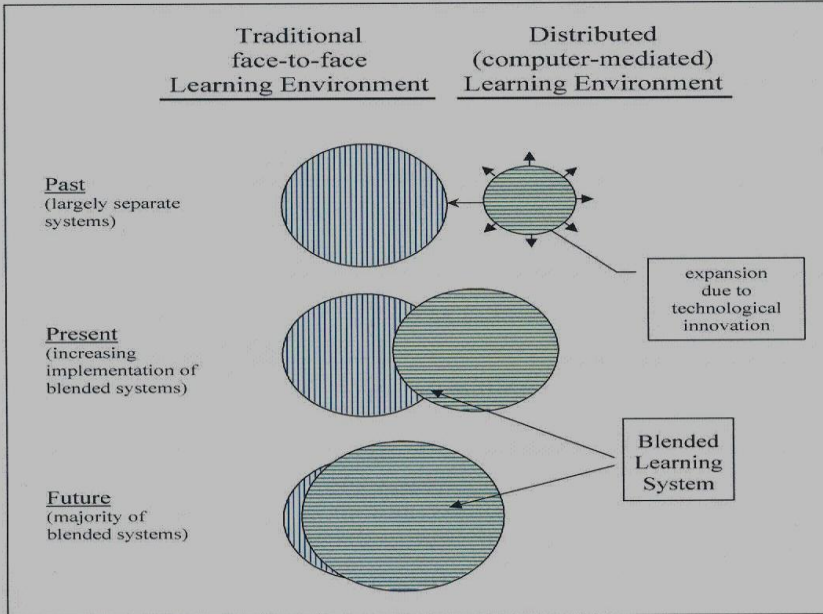 Traditional
face-to-face
Learning Environment
Distributed
(computer-mediated)
Learning Environment
Past
(largely separate
systems)
expansion
due to
technological
innovation
Present
(increasing
implementation of
blended systems)
Blended
Learning
System
Future
(majority of
blended systems)